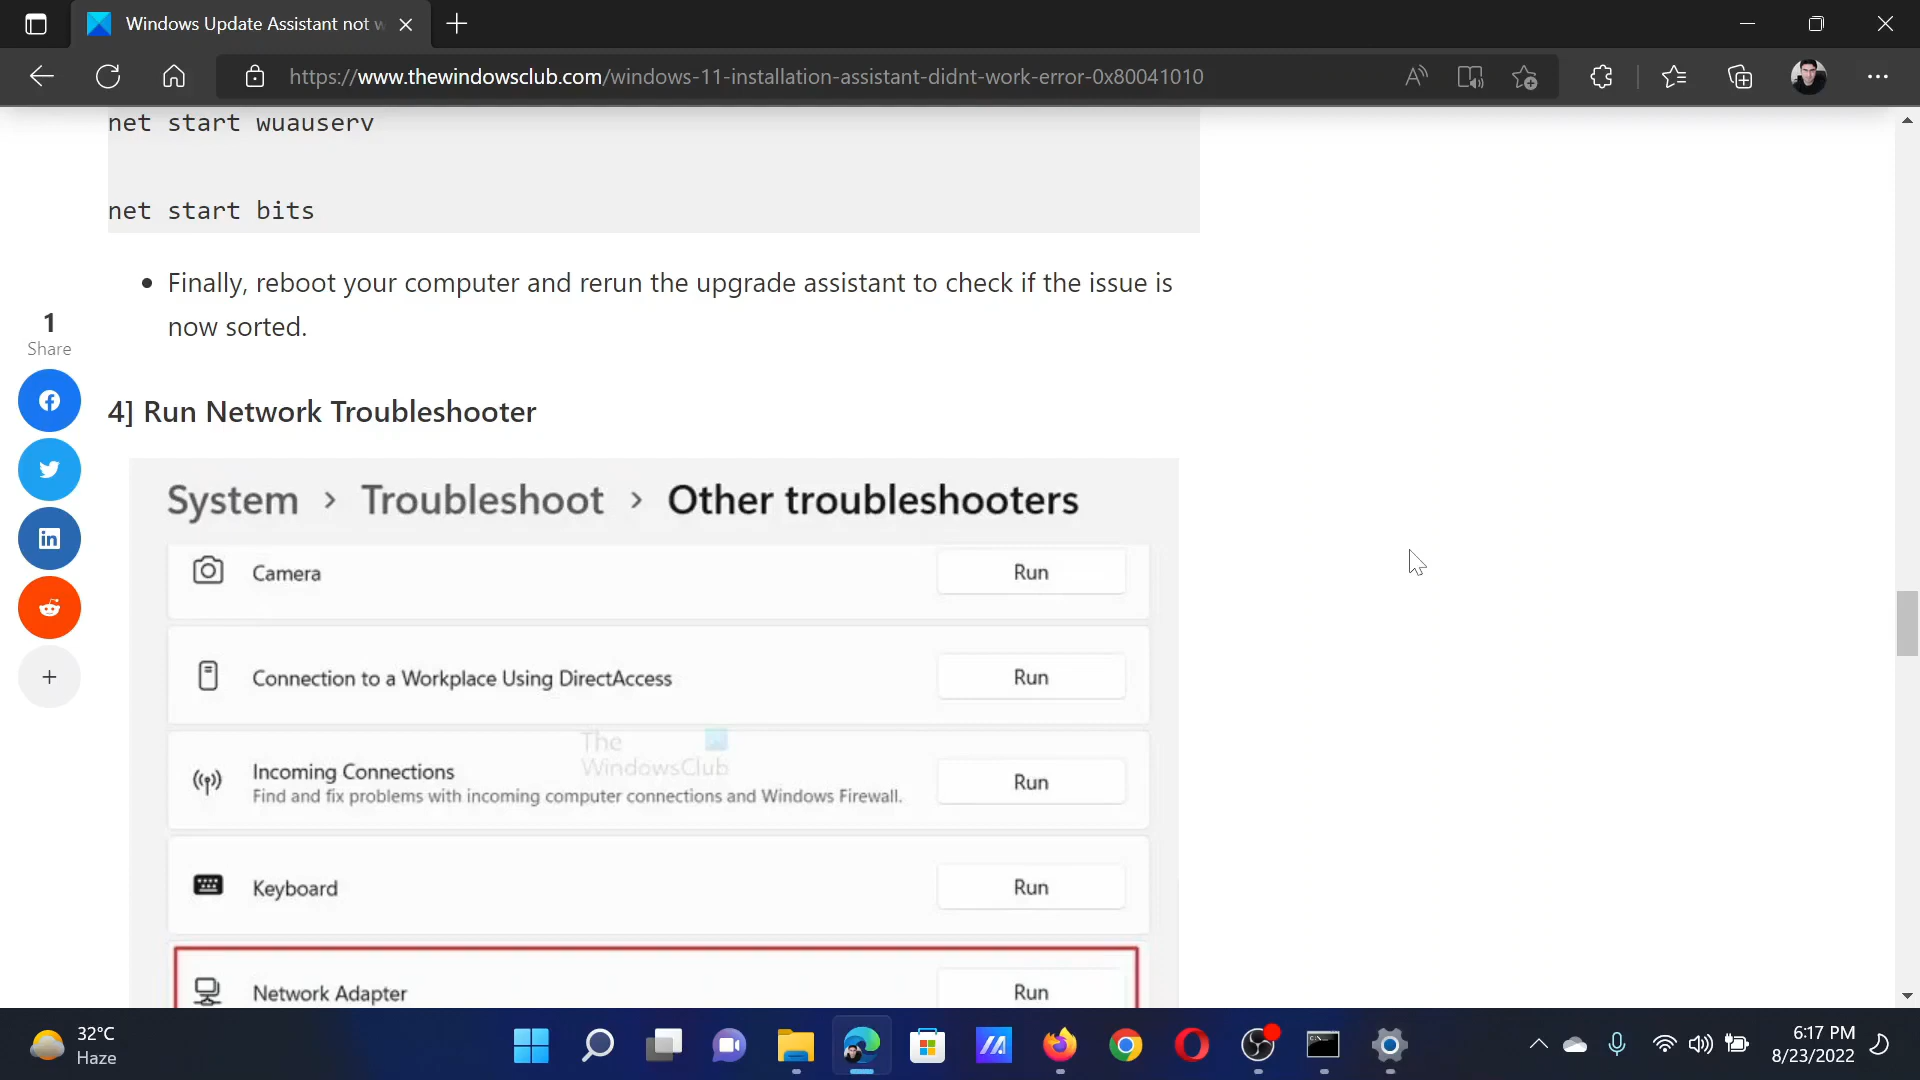 Windows Update Assistant not w
https://www.thewindowsclub.com/windows-11-installation-assistant-didnt-work-error-0x80041010
net start wuauserv
net start bits
• Finally, reboot your computer and rerun the upgrade assistant to check if the issue is
now sorted.
1
Share
4] Run Network Troubleshooter
System > Troubleshoot > Other troubleshooters
Camera Run
Connection to a Workplace Using DirectAccess Run
The
WindowsClub
Incoming Connections
Find and fix problems with incoming computer connections and Windows Firewall.
Run
Keyboard Run
Network Adapter Run
32°C
Haze
6:17 PM
8/23/2022